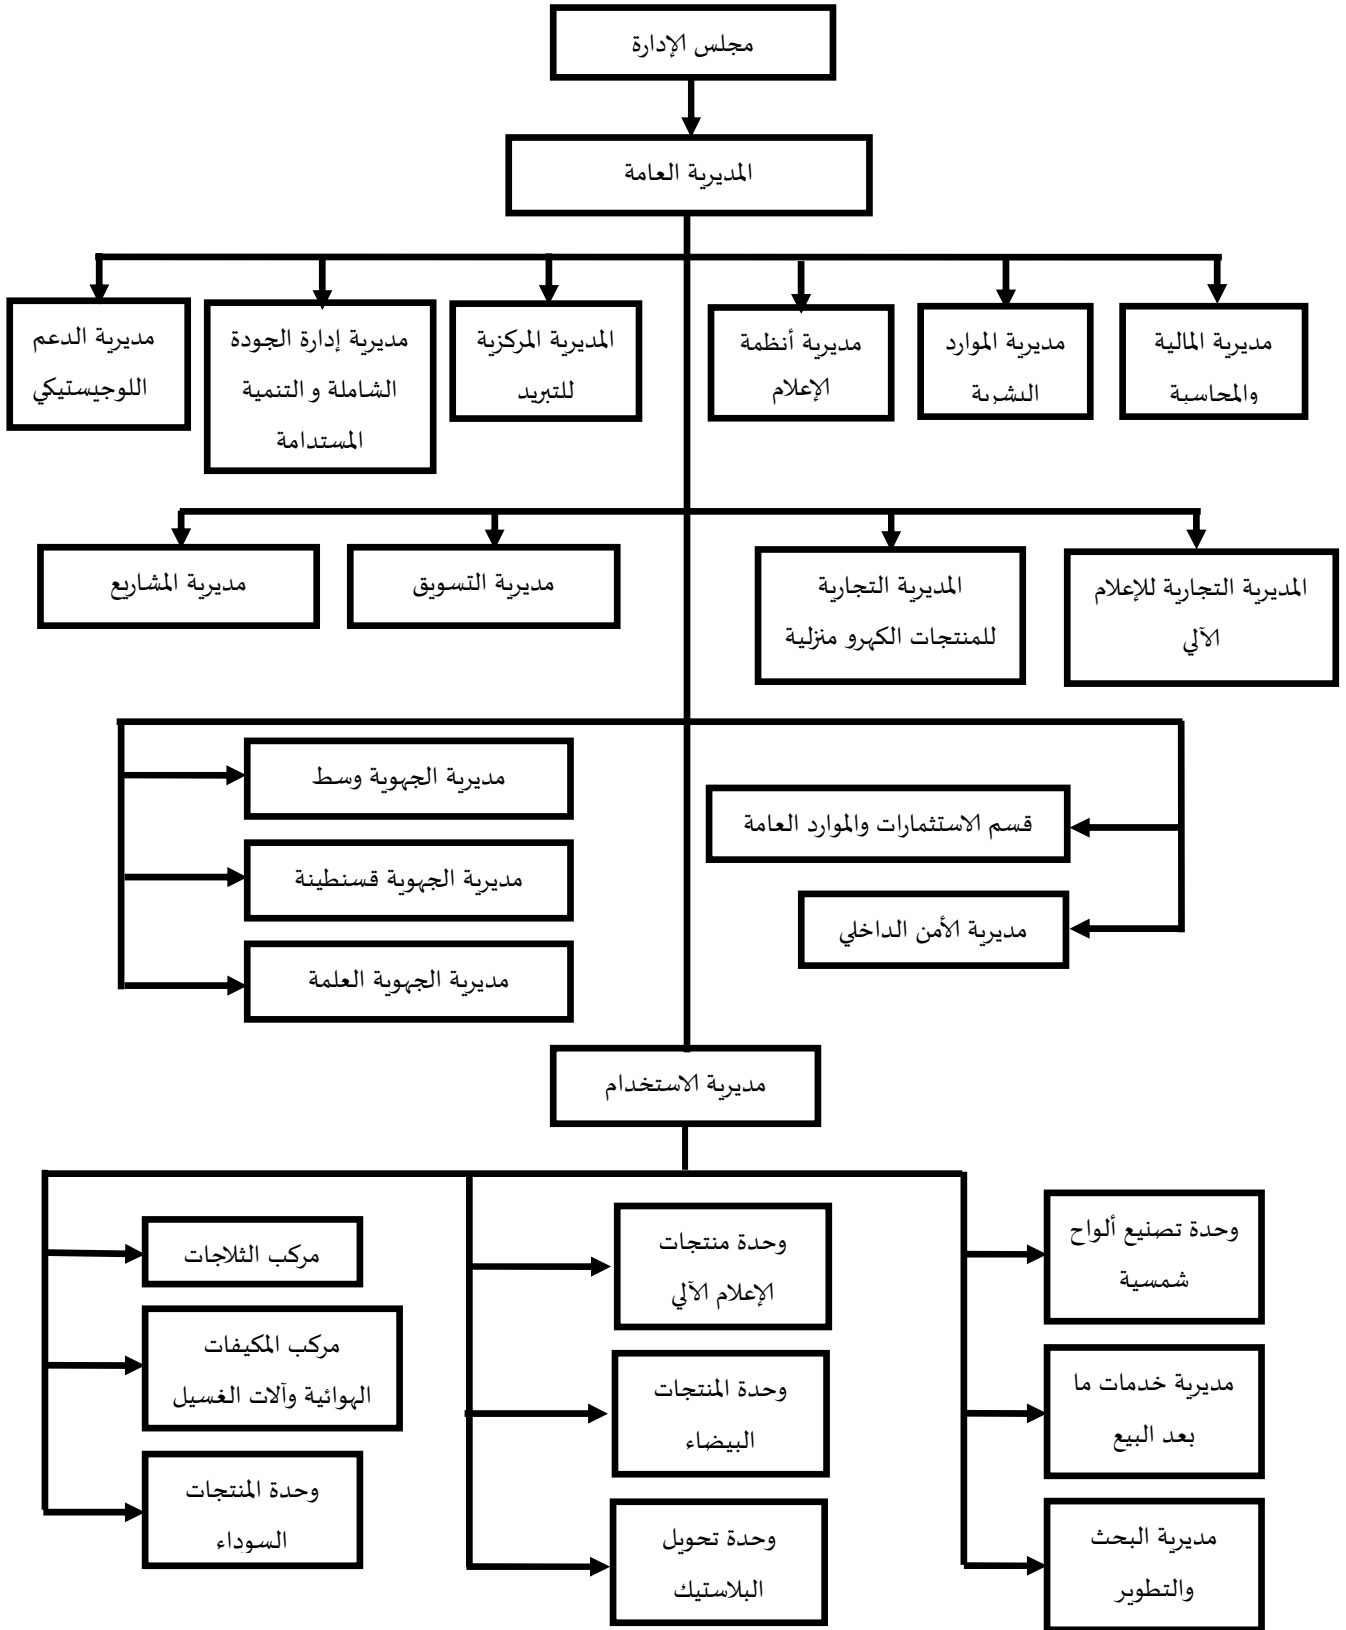 مجلس الإدارة
المديرية العامة
مديرية المالية
والمحاسبة
مديرية الموارد
البشرية
مديرية أنظمة
الإعلام
المديرية المركزية
للتبريد
مديرية إدارة الجودة
الشاملة و التنمية
المستدامة
مديرية الدعم
اللوجيستيكي
المديرية التجارية للإعلام
الآلي
المديرية التجارية
للمنتجات الكهرو منزلية
مديرية التسويق
مديرية المشاريع
قسم الاستثمارات والموارد العامة
مديرية الأمن الداخلي
مديرية الجهوية وسط
مديرية الجهوية قسنطينة
مديرية الجهوية العلمة
مديرية الاستخدام
وحدة تصنيع ألواح
شمسية
مديرية خدمات ما
بعد البيع
مديرية البحث
والتطوير
وحدة منتجات
الإعلام الآلي
وحدة المنتجات
البيضاء
وحدة تحويل
البلاستيك
مركب الثلاجات
مركب المكيفات
الهوائية وآلات الغسيل
وحدة المنتجات
السوداء